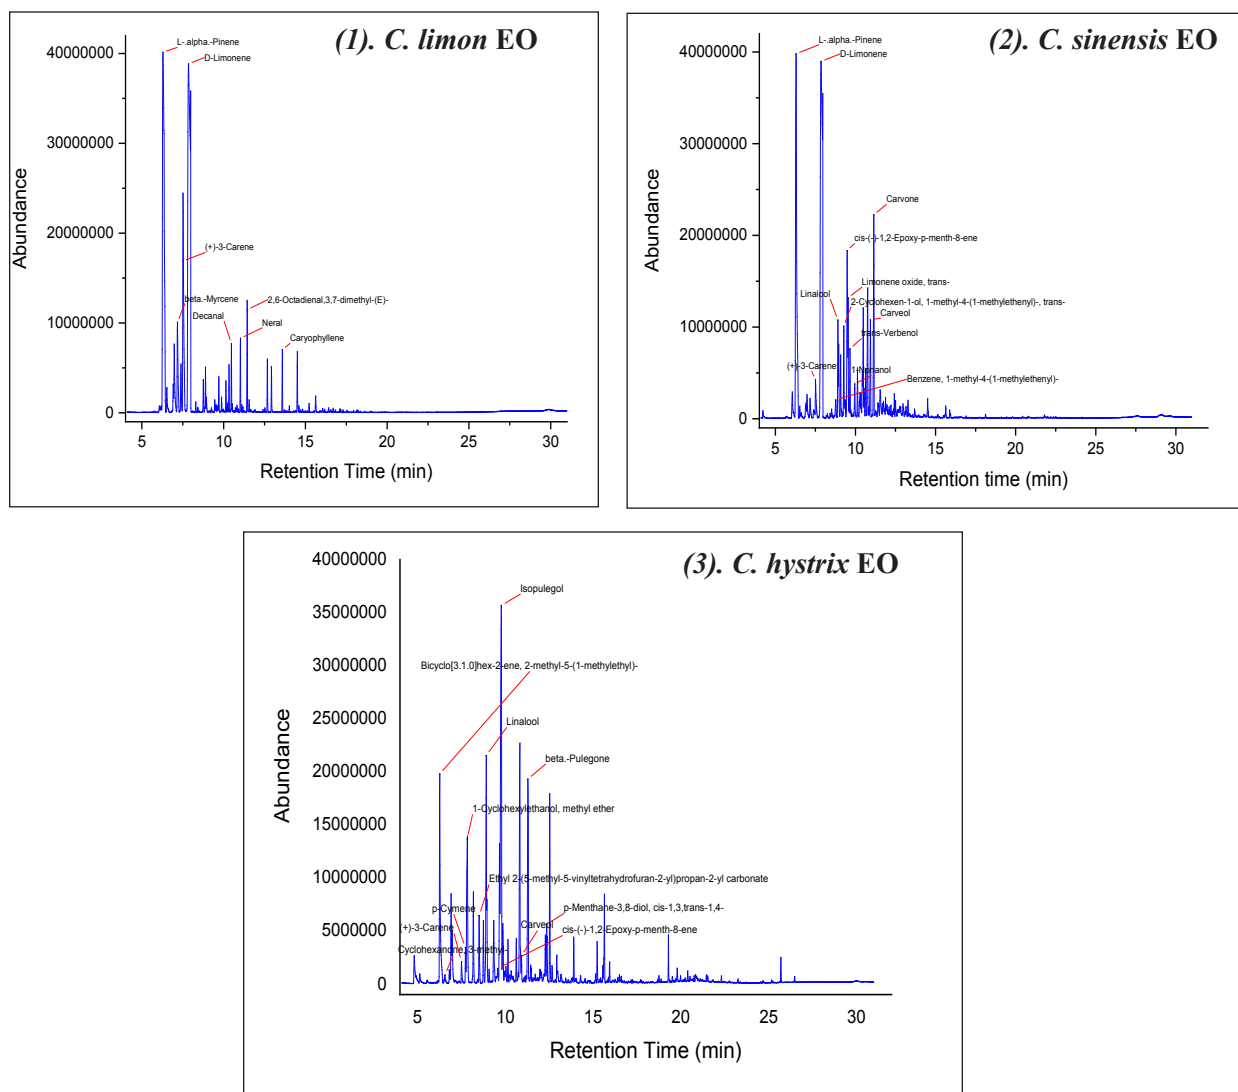 (1). C. limon EO
L-.alpha.-Pinene
D-Limonene
(+)-3-Carene
beta.-Myrcene
2,6-Octadienal,3,7-dimethyl-(E)-
Decanal
Neral
Caryophyllene
Abundance
40000000
30000000
20000000
10000000
0
5 10 15 20 25 30
Retention Time (min)
(2). C. sinensis EO
L-.alpha.-Pinene
D-Limonene
Carvone
cis-(-)-1,2-Epoxy-p-menth-8-ene
Limonene oxide, trans-
Linalool
2-Cyclohexen-1-ol, 1-methyl-4-(1-methylethenyl)-, trans-
Carveol
trans-Verbenol
(+)-3-Carene
1-Nonanol
Benzene, 1-methyl-4-(1-methylethenyl)-
Abundance
40000000
30000000
20000000
10000000
0
5 10 15 20 25 30
Retention time (min)
(3). C. hystrix EO
Isopulegol
Bicyclo[3.1.0]hex-2-ene, 2-methyl-5-(1-methylethyl)-
Linalool
beta.-Pulegone
1-Cyclohexylethanol, methyl ether
Ethyl 2-(5-methyl-5-vinyltetrahydrofuran-2-yl)propan-2-yl carbonate
p-Cymene
p-Menthane-3,8-diol, cis-1,3,trans-1,4-
(+)-3-Carene
Carveol
cis-(-)-1,2-Epoxy-p-menth-8-ene
Cyclohexanone, 3-methyl-
Abundance
40000000
35000000
30000000
25000000
20000000
15000000
10000000
5000000
0
5 10 15 20 25 30
Retention Time (min)